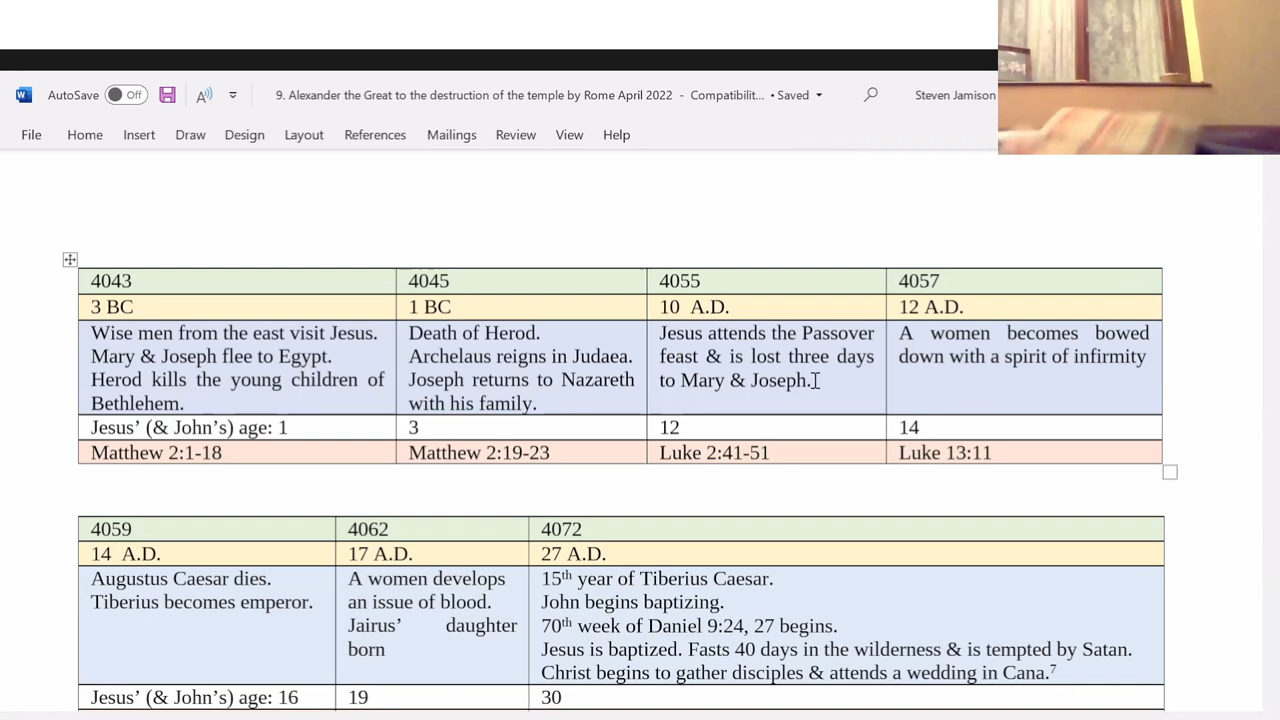 AutoSave Off 9. Alexander the Great to the destruction of the temple by Rome April 2022 - Compatibilit... • Saved Steven Jamison
File Home Insert Draw Design Layout References Mailings Review View Help
4043 4045 4055 4057
3 BC 1 BC 10 A.D. 12 A.D.
Wise men from the east visit Jesus. Death of Herod. Jesus attends the Passover A women becomes bowed
Mary & Joseph flee to Egypt. Archelaus reigns in Judaea. feast & is lost three days down with a spirit of infirmity
Herod kills the young children of Joseph returns to Nazareth to Mary & Joseph.
Bethlehem. with his family.
Jesus’ (& John’s) age: 1 3 12 14
Matthew 2:1-18 Matthew 2:19-23 Luke 2:41-51 Luke 13:11
4059 4062 4072
14 A.D. 17 A.D. 27 A.D.
Augustus Caesar dies. A women develops 15th year of Tiberius Caesar.
Tiberius becomes emperor. an issue of blood. John begins baptizing.
Jairus’ daughter 70th week of Daniel 9:24, 27 begins.
born Jesus is baptized. Fasts 40 days in the wilderness & is tempted by Satan.
Christ begins to gather disciples & attends a wedding in Cana.7
Jesus’ (& John’s) age: 16 19 30